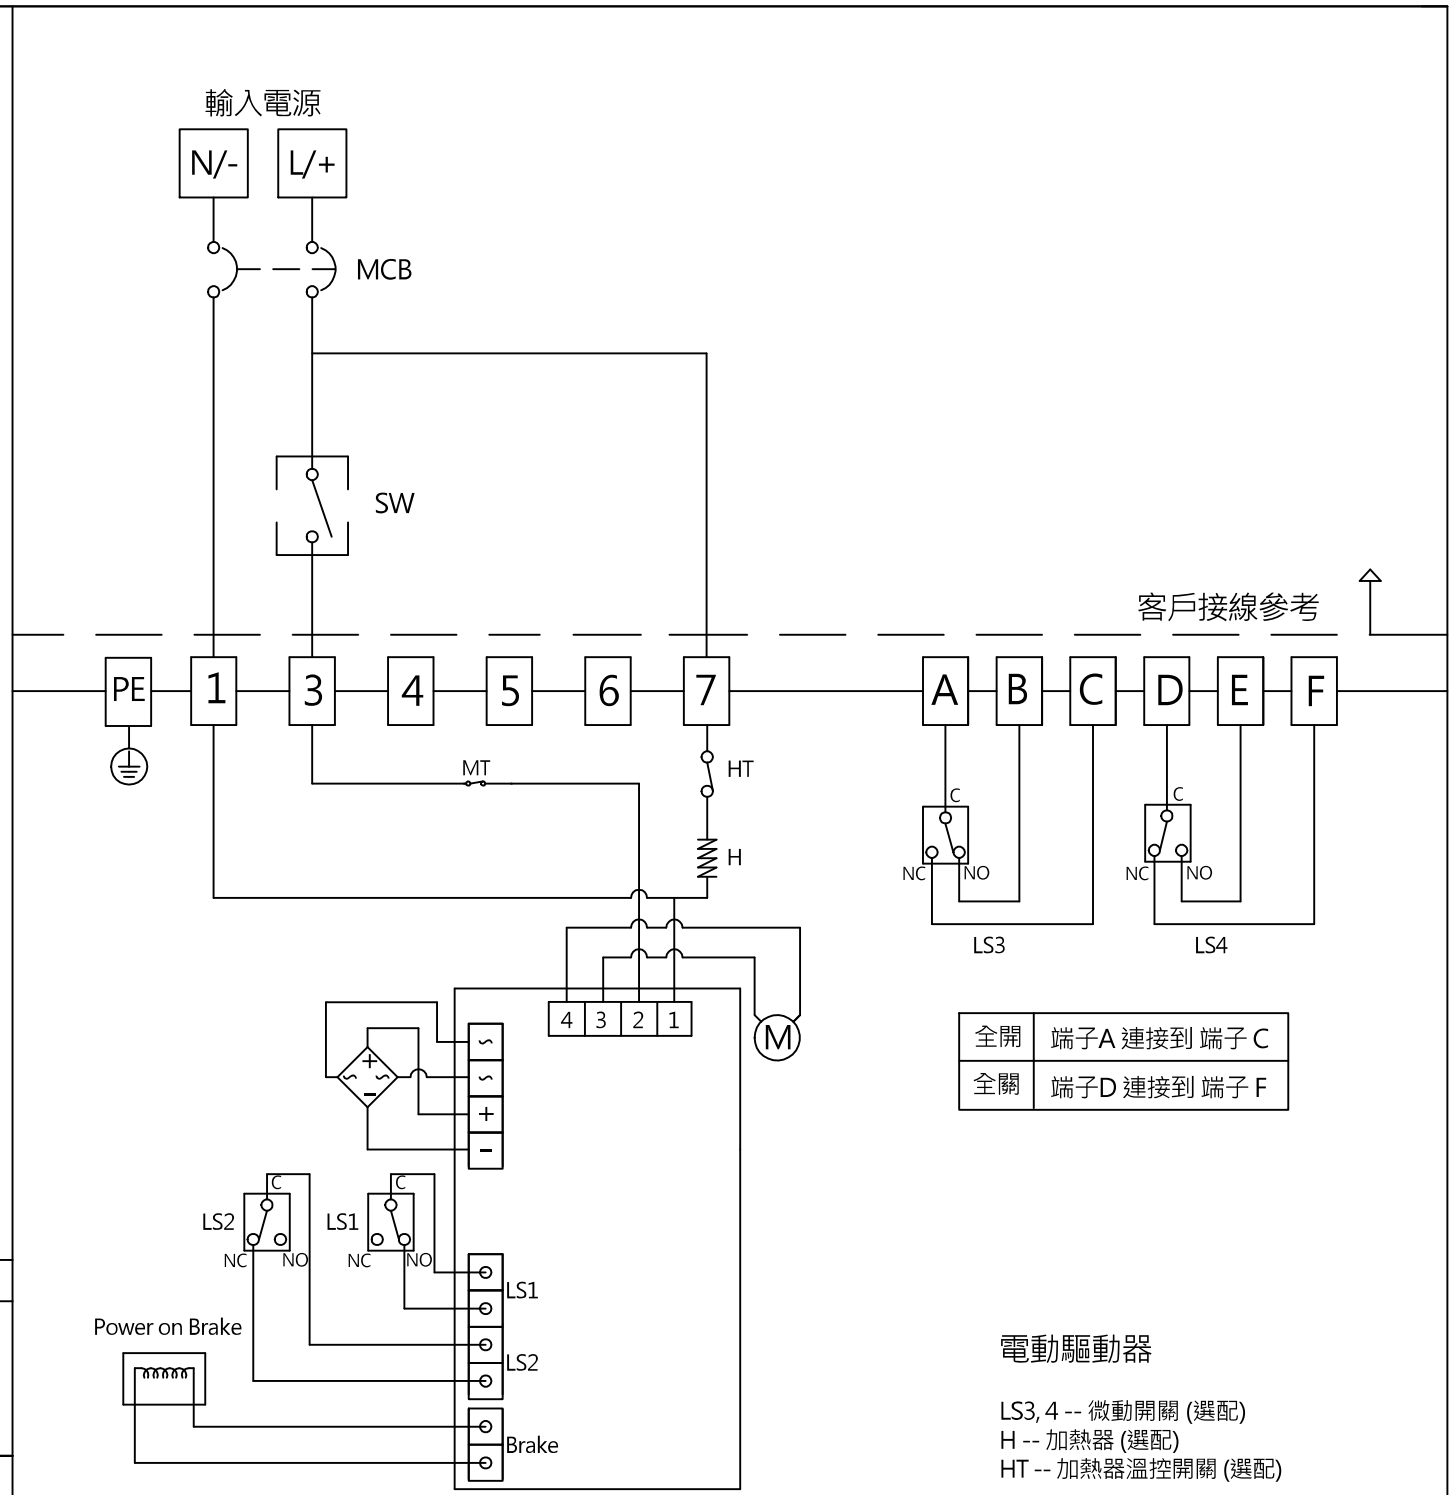 輸入電源
N/- L/+
MCB
SW
客戶接線參考
PE 1 3 4 5 6 7 A B C D E F
MT
HT
H
C
NC NO
LS3
C
NC NO
LS4
4 3 2 1
M
~
~
+
-
+
~ ~
-
全開 端子A 連接到 端子 C
全關 端子D 連接到 端子 F
C
LS2
NC NO
C
LS1
NC NO
LS1
LS2
Power on Brake
Brake
電動驅動器
LS3, 4 -- 微動開關 (選配)
H -- 加熱器 (選配)
HT -- 加熱器溫控開關 (選配)